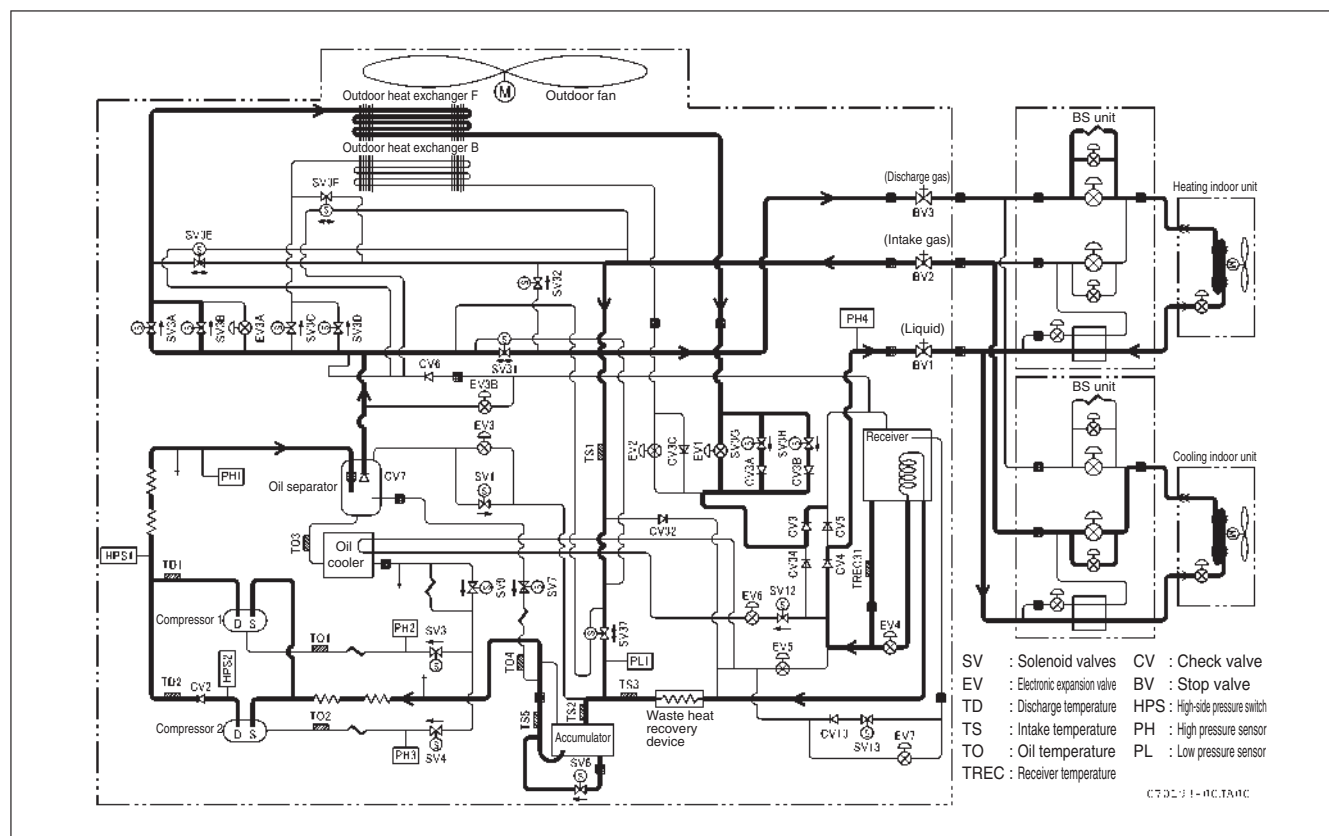 Outdoor heat exchanger F
Outdoor fan
M
Outdoor heat exchanger B
SV3F
SV3E
SV32
SV3A
SV3B
EV3A
SV3C
SV3D
SV31
CV6
EV3B
EV3
(Discharge gas)
BV3
(Intake gas)
BV2
PH4
(Liquid)
BV1
BS unit
Heating indoor unit
M
BS unit
Cooling indoor unit
M
PH1
Oil separator
CV7
SV1
TS1
EV2
CV3C
EV1
SV3G
CV3A
SV3H
CV3B
Receiver
HPS1
TO3
Oil
cooler
SV9
SV7
CV32
CV3
CV5
CV34
CV4
TREC31
TD1
Compressor 1
D S
TO1
PH2
SV3
TO4
SV37
PL1
EV6
SV12
EV5
EV4
HPS2
TD2
CV2
Compressor 2
D S
TO2
PH3
SV4
TS5
TS2
TS3
Waste heat
recovery
device
Accumulator
SV6
CV13
SV13
EV7
SV : Solenoid valves CV : Check valve
EV : Electronic expansion valve BV : Stop valve
TD : Discharge temperature HPS : High-side pressure switch
TS : Intake temperature PH : High pressure sensor
TO : Oil temperature PL : Low pressure sensor
TREC : Receiver temperature